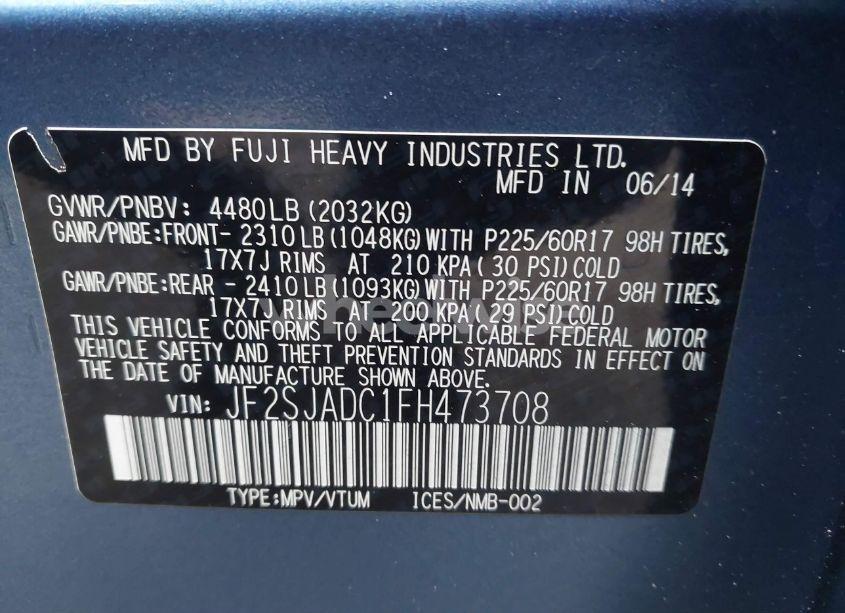 MFD BY FUJI HEAVY INDUSTRIES LTD.
MFD IN 06/14
GVWR/PNBV: 4480LB(2032KG)
GAWR/PNBE:FRONT- 2310LB(1048KG)WITH P225/60R17 98H TIRES,
17X7J RIMS AT 210 KPA(30 PSI)COLD
GAWR/PNBE:REAR - 2410LB(1093KG)WITH P225/60R17 98H TIRES,
17X7J RIMS AT 200 KPA(29 PSI)COLD
THIS VEHICLE CONFORMS TO ALL APPLICABLE FEDERAL MOTOR
VEHICLE SAFETY AND THEFT PREVENTION STANDARDS IN EFFECT ON
THE DATE OF MANUFACTURE SHOWN ABOVE.
VIN: JF2SJADC1FH473708
TYPE:MPV/VTUM ICES/NMB-002